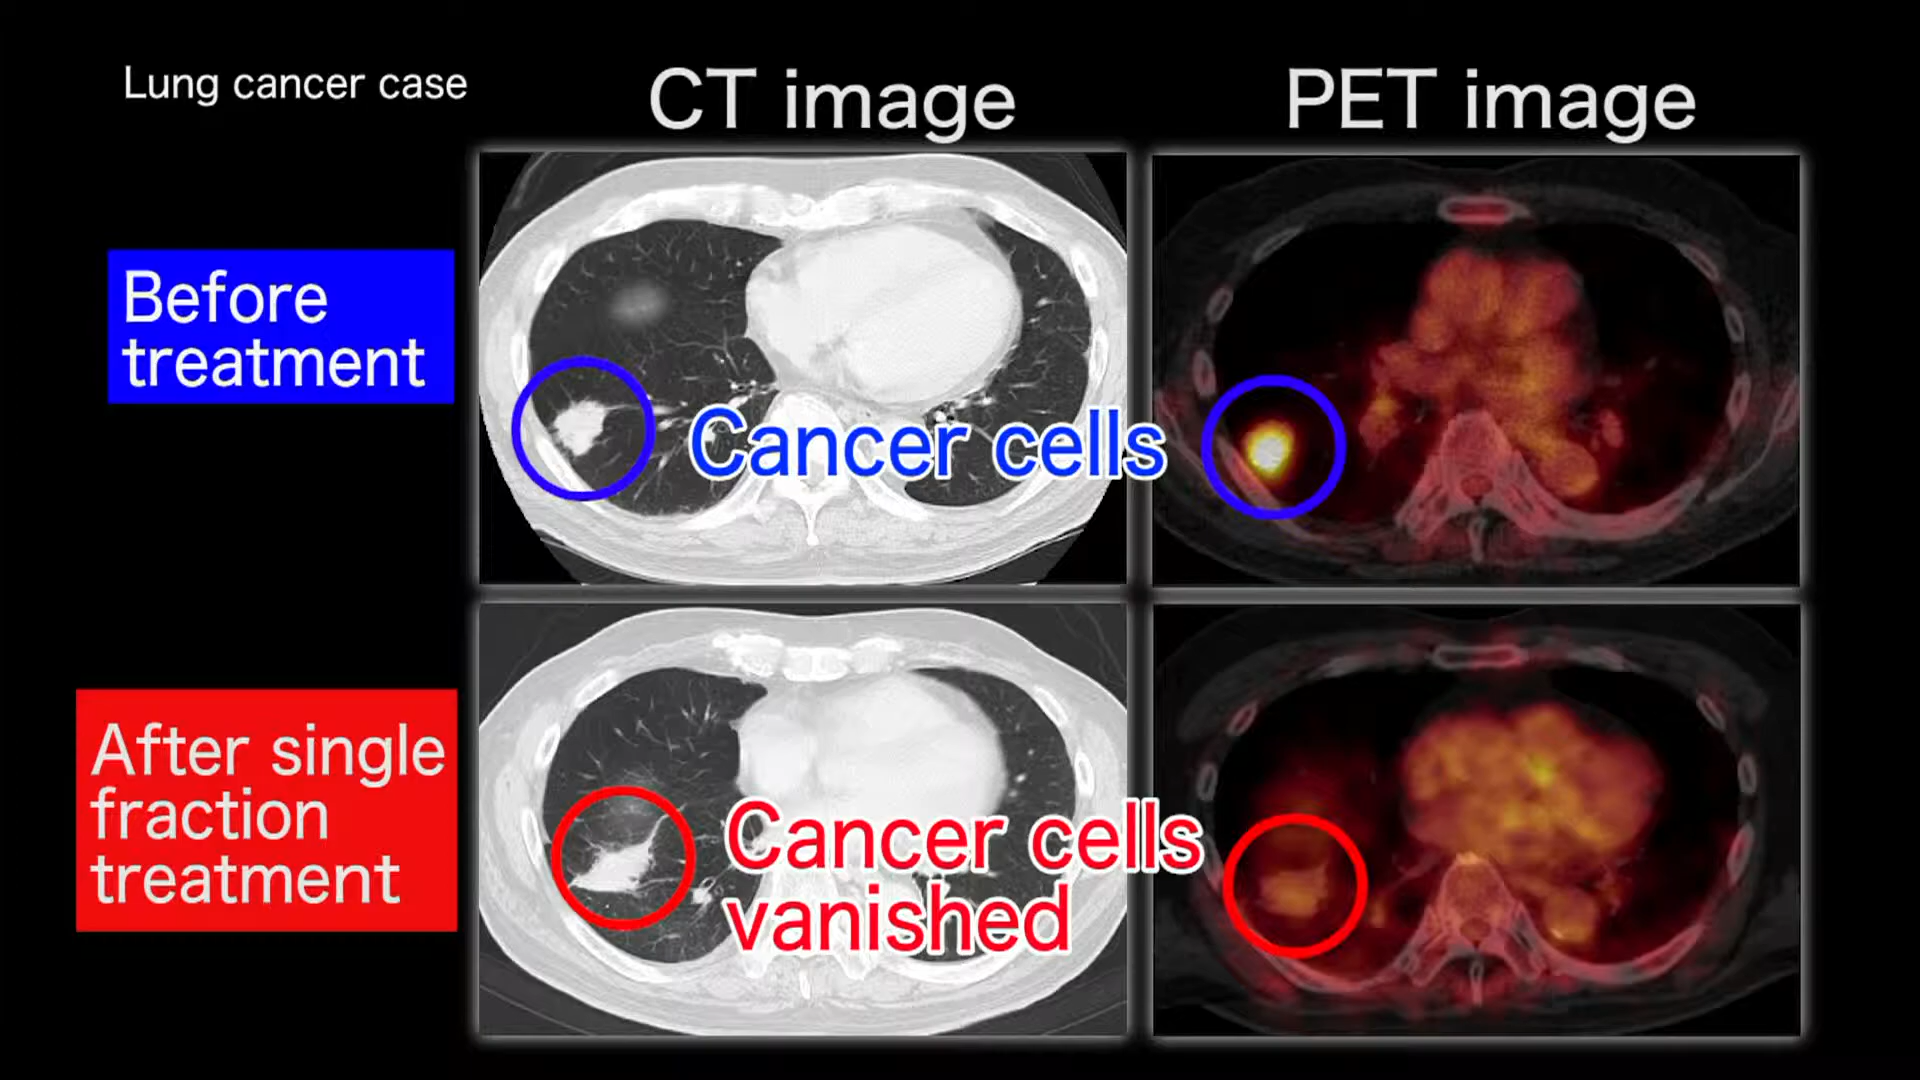 Lung cancer case
CT image
PET image
Before
treatment
Cancer cells
After single
fraction
treatment
Cancer cells
vanished